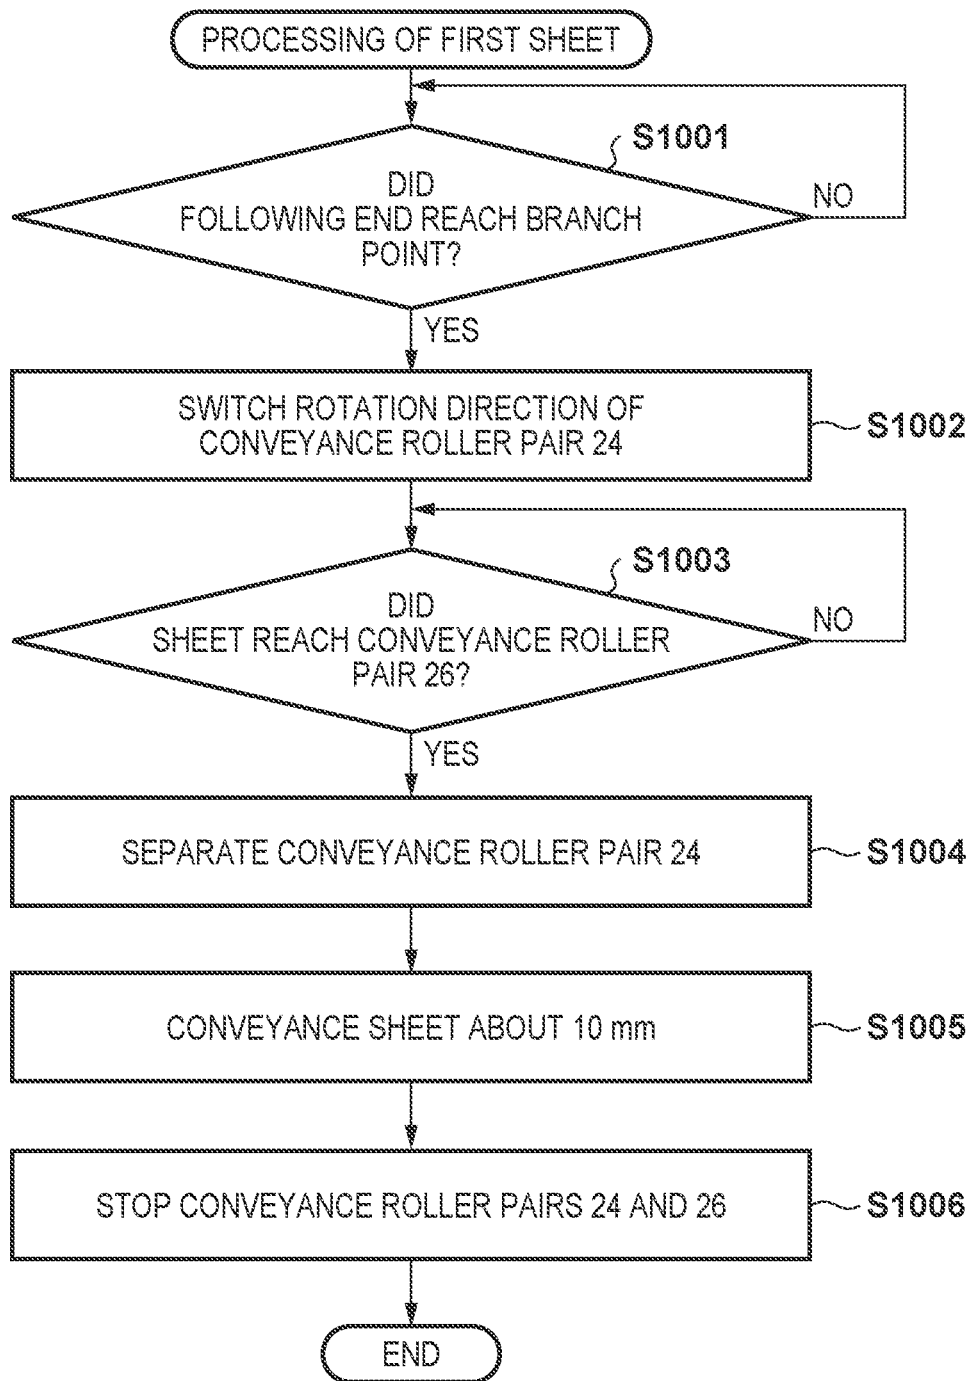 PROCESSING OF FIRST SHEET
S1001
DID
FOLLOWING END REACH BRANCH
POINT?
NO
YES
SWITCH ROTATION DIRECTION OF
CONVEYANCE ROLLER PAIR 24
S1002
S1003
DID
SHEET REACH CONVEYANCE ROLLER
PAIR 26?
NO
YES
SEPARATE CONVEYANCE ROLLER PAIR 24
S1004
CONVEYANCE SHEET ABOUT 10 mm
S1005
STOP CONVEYANCE ROLLER PAIRS 24 AND 26
S1006
END